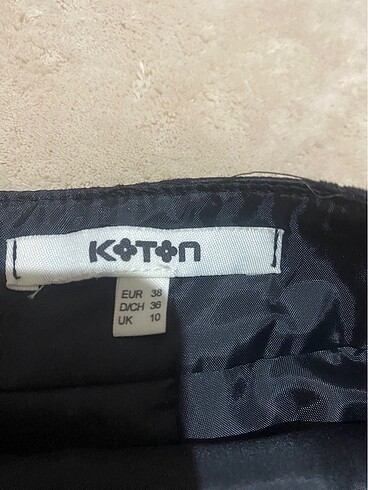 KOTON
EUR 38
D/CH 36
UK 10